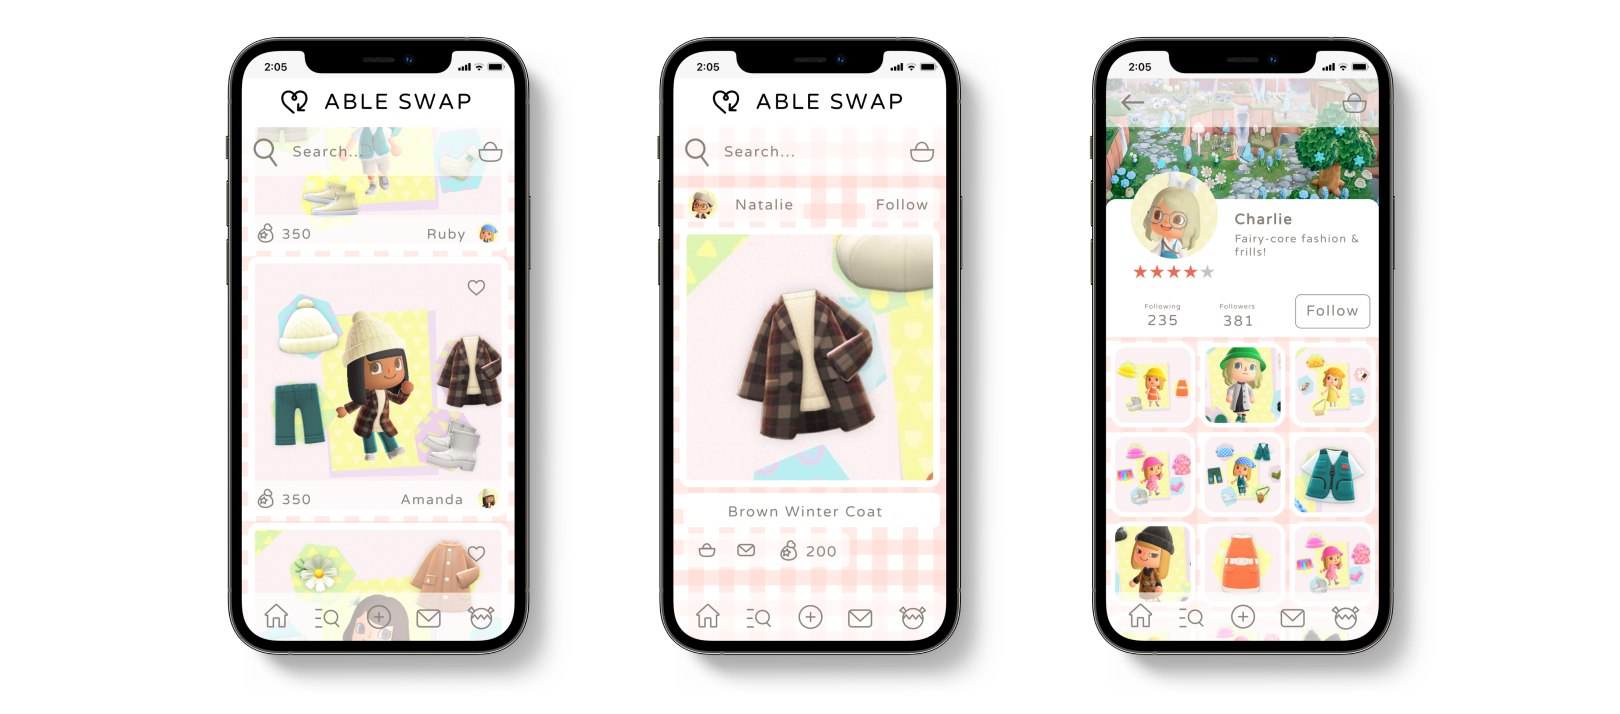 2:05
ABLE SWAP
Search...
350
Ruby
350
Amanda
2:05
ABLE SWAP
Search...
Natalie
Follow
Brown Winter Coat
200
2:05
Charlie
Fairy-core fashion &
frills!
Following
Followers
235
381
Follow